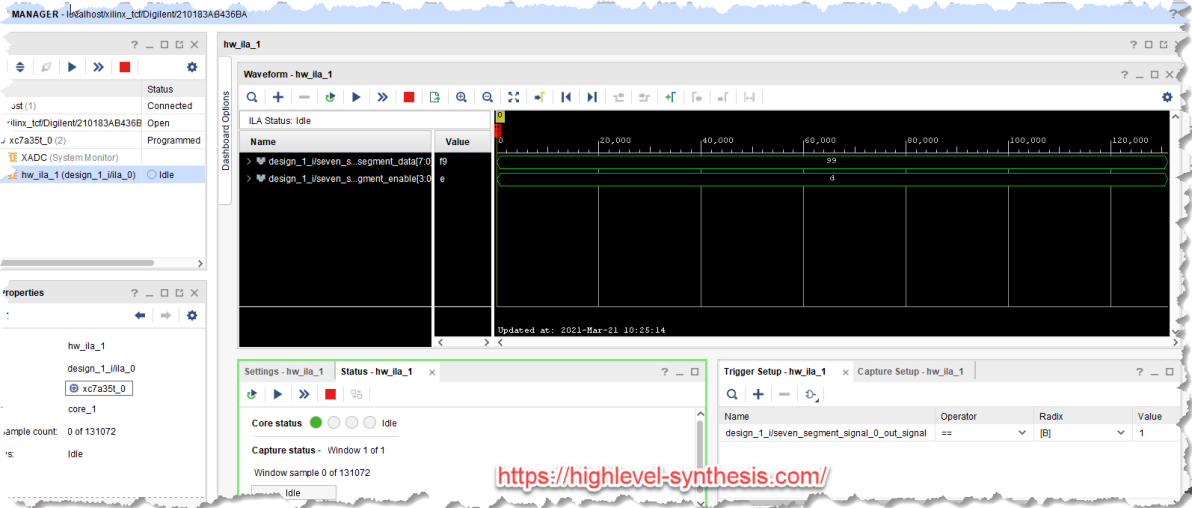 MANAGER - localhost/xilinx_tcf/Digilent/210183AB436BA
Status
ost (1) Connected
ilinx_tcf/Digilent/210183AB436B Open
xc7a35t_0 (2) Programmed
XADC (System Monitor)
hw_ila_1 (design_1_i/ila_0) Idle
Properties
hw_ila_1
design_1_i/ila_0
xc7a35t_0
core_1
ample count: 0 of 131072
s: Idle
hw_ila_1
Dashboard Options
Waveform - hw_ila_1
ILA Status: Idle
Name Value
design_1_i/seven_s...segment_data[7:0 f9
design_1_i/seven_s...gment_enable[3:0 e
0
0 20,000 40,000 60,000 80,000 100,000 120,000
99
d
Updated at: 2021-Mar-21 10:25:14
Settings - hw_ila_1 Status - hw_ila_1
Core status Idle
Capture status - Window 1 of 1
Window sample 0 of 131072
Idle
Trigger Setup - hw_ila_1 Capture Setup - hw_ila_1
Name Operator Radix Value
design_1_i/seven_segment_signal_0_out_signal == [B] 1
https://highlevel-synthesis.com/